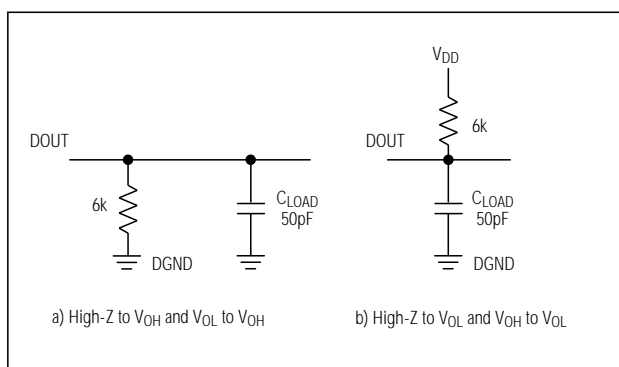 DOUT
6k
DGND
CLOAD
50pF
a) High-Z to VOH and VOL to VOH
VDD
6k
DOUT
CLOAD
50pF
DGND
b) High-Z to VOL and VOH to VOL